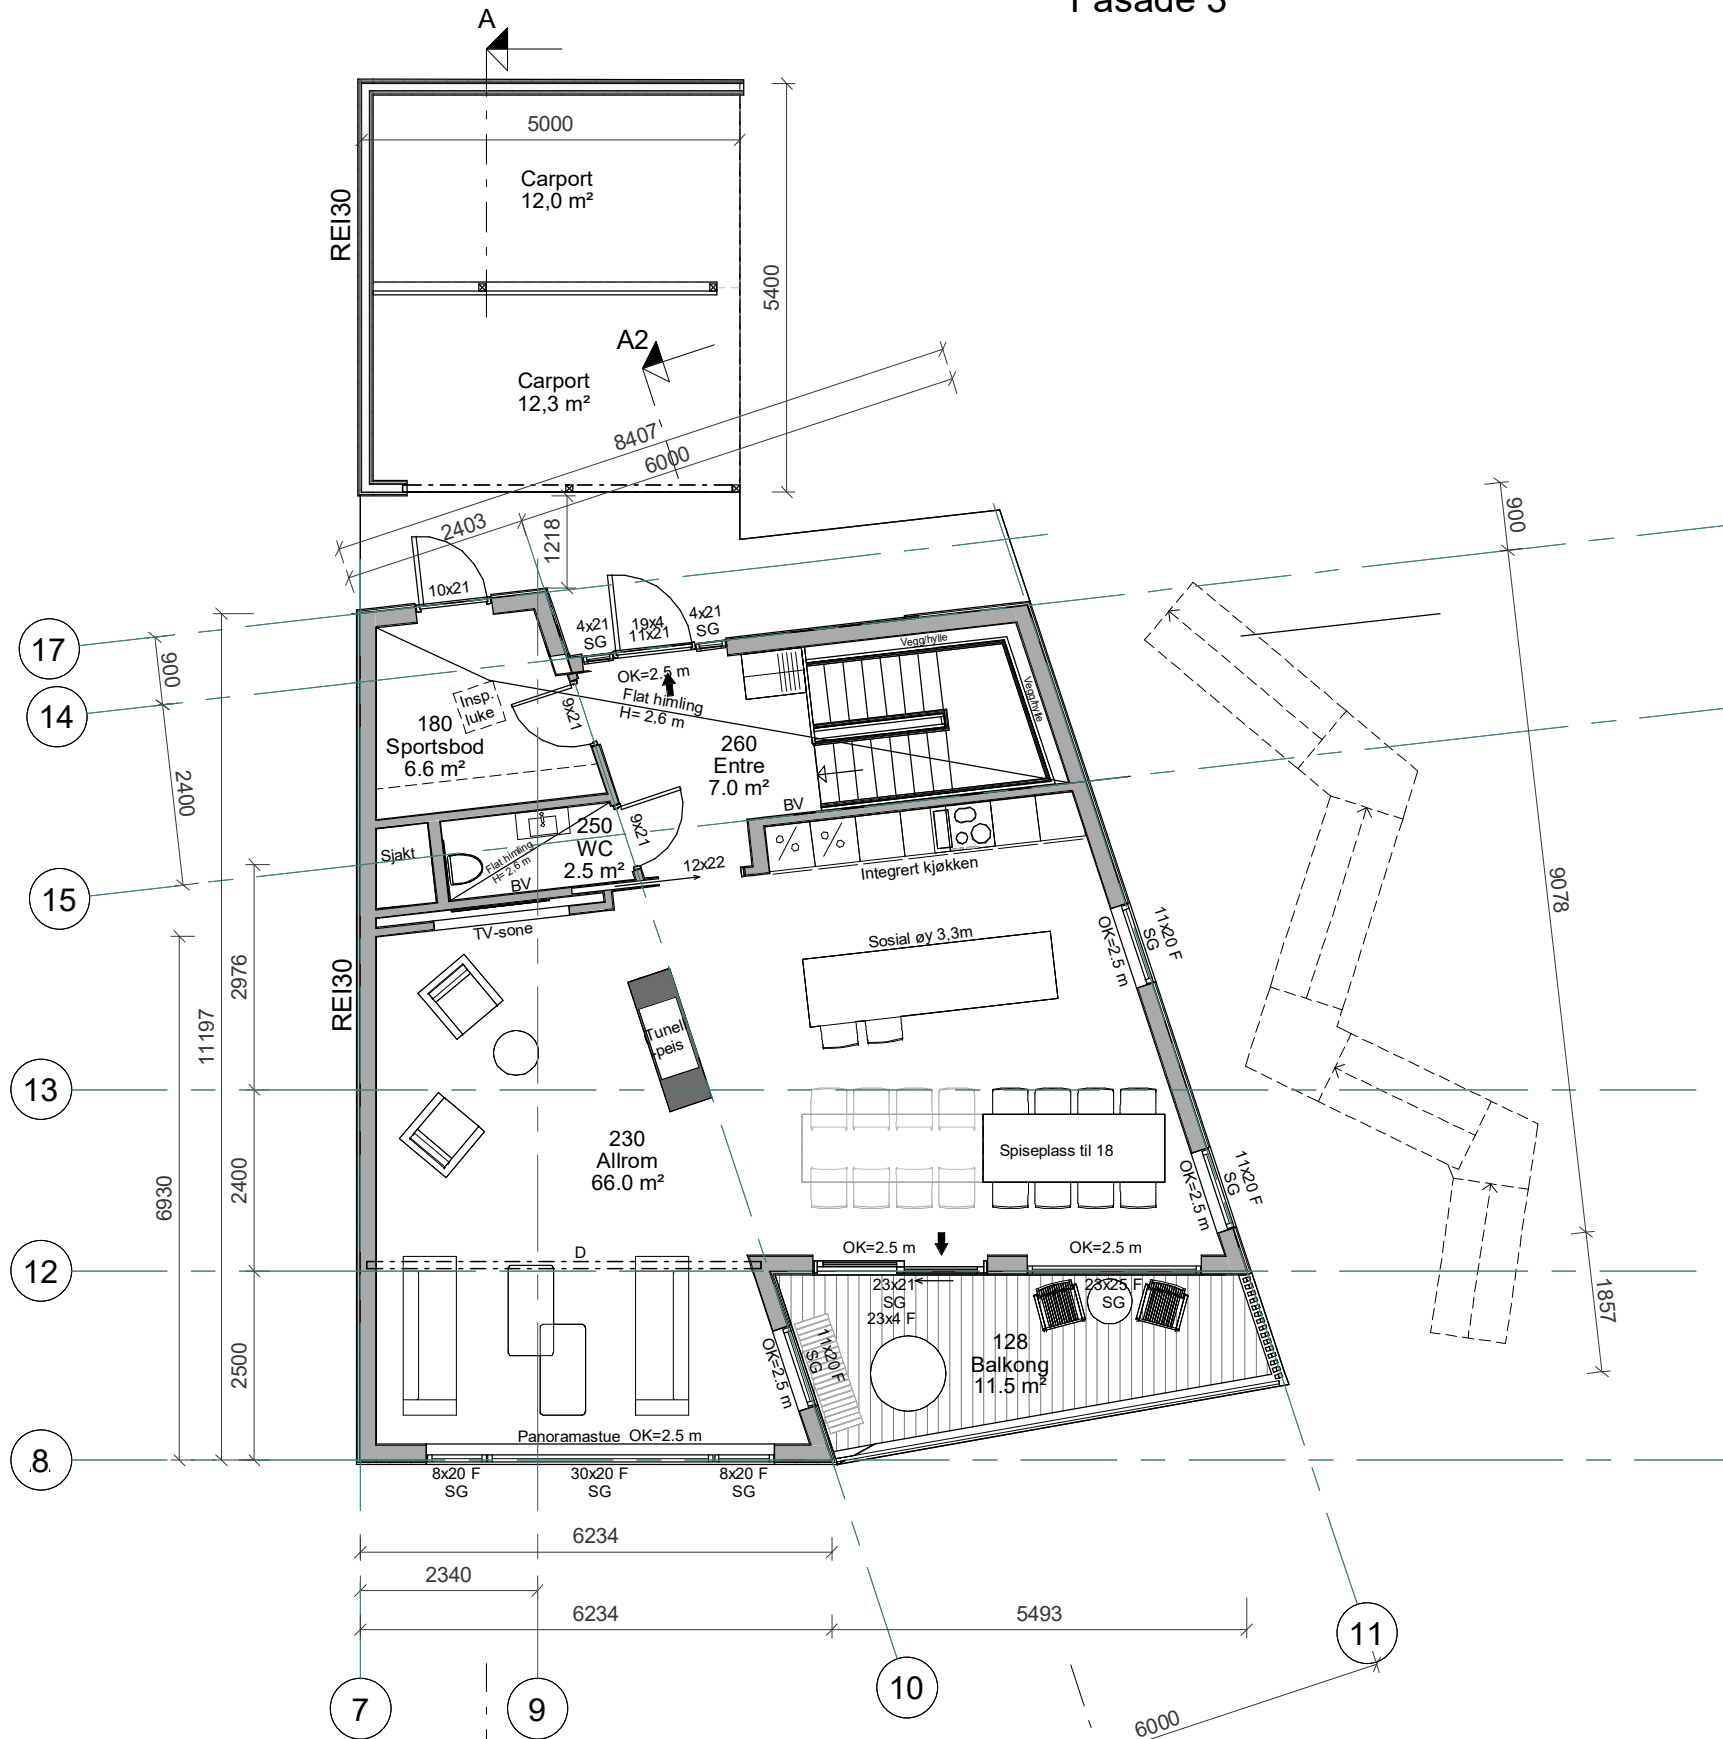 Fasade 3
A
5000
Carport
12,0 m²
REI30
5400
A2
Carport
12,3 m²
8407
6000
2403
1218
900
10x21
4x21
SG
19x4
11x21
4x21
SG
Vegg/hylle
Vegg/hylle
17
900
14
OK=2.5 m
Flat himling
H= 2,6 m
Insp.
luke
9x21
180
Sportsbod
6.6 m²
260
Entre
7.0 m²
2400
BV
9x21
250
WC
2.5 m²
Flat himling
H= 2,6 m
BV
Sjakt
12x22
Integrert kjøkken
15
9078
TV-sone
Sosial øy 3,3m
11x20 F
SG
OK=2.5 m
2976
11197
REI30
Tunell
-peis
13
230
Allrom
66.0 m²
Spiseplass til 18
6930
2400
11x20 F
SG
OK=2.5 m
D
OK=2.5 m
OK=2.5 m
12
23x21
SG
23x4 F
23x25 F
SG
1857
2500
OK=2.5 m
11x20 F
SG
128
Balkong
11.5 m²
Panoramastue OK=2.5 m
8
8x20 F
SG
30x20 F
SG
8x20 F
SG
6234
2340
6234
5493
7
9
10
11
6000